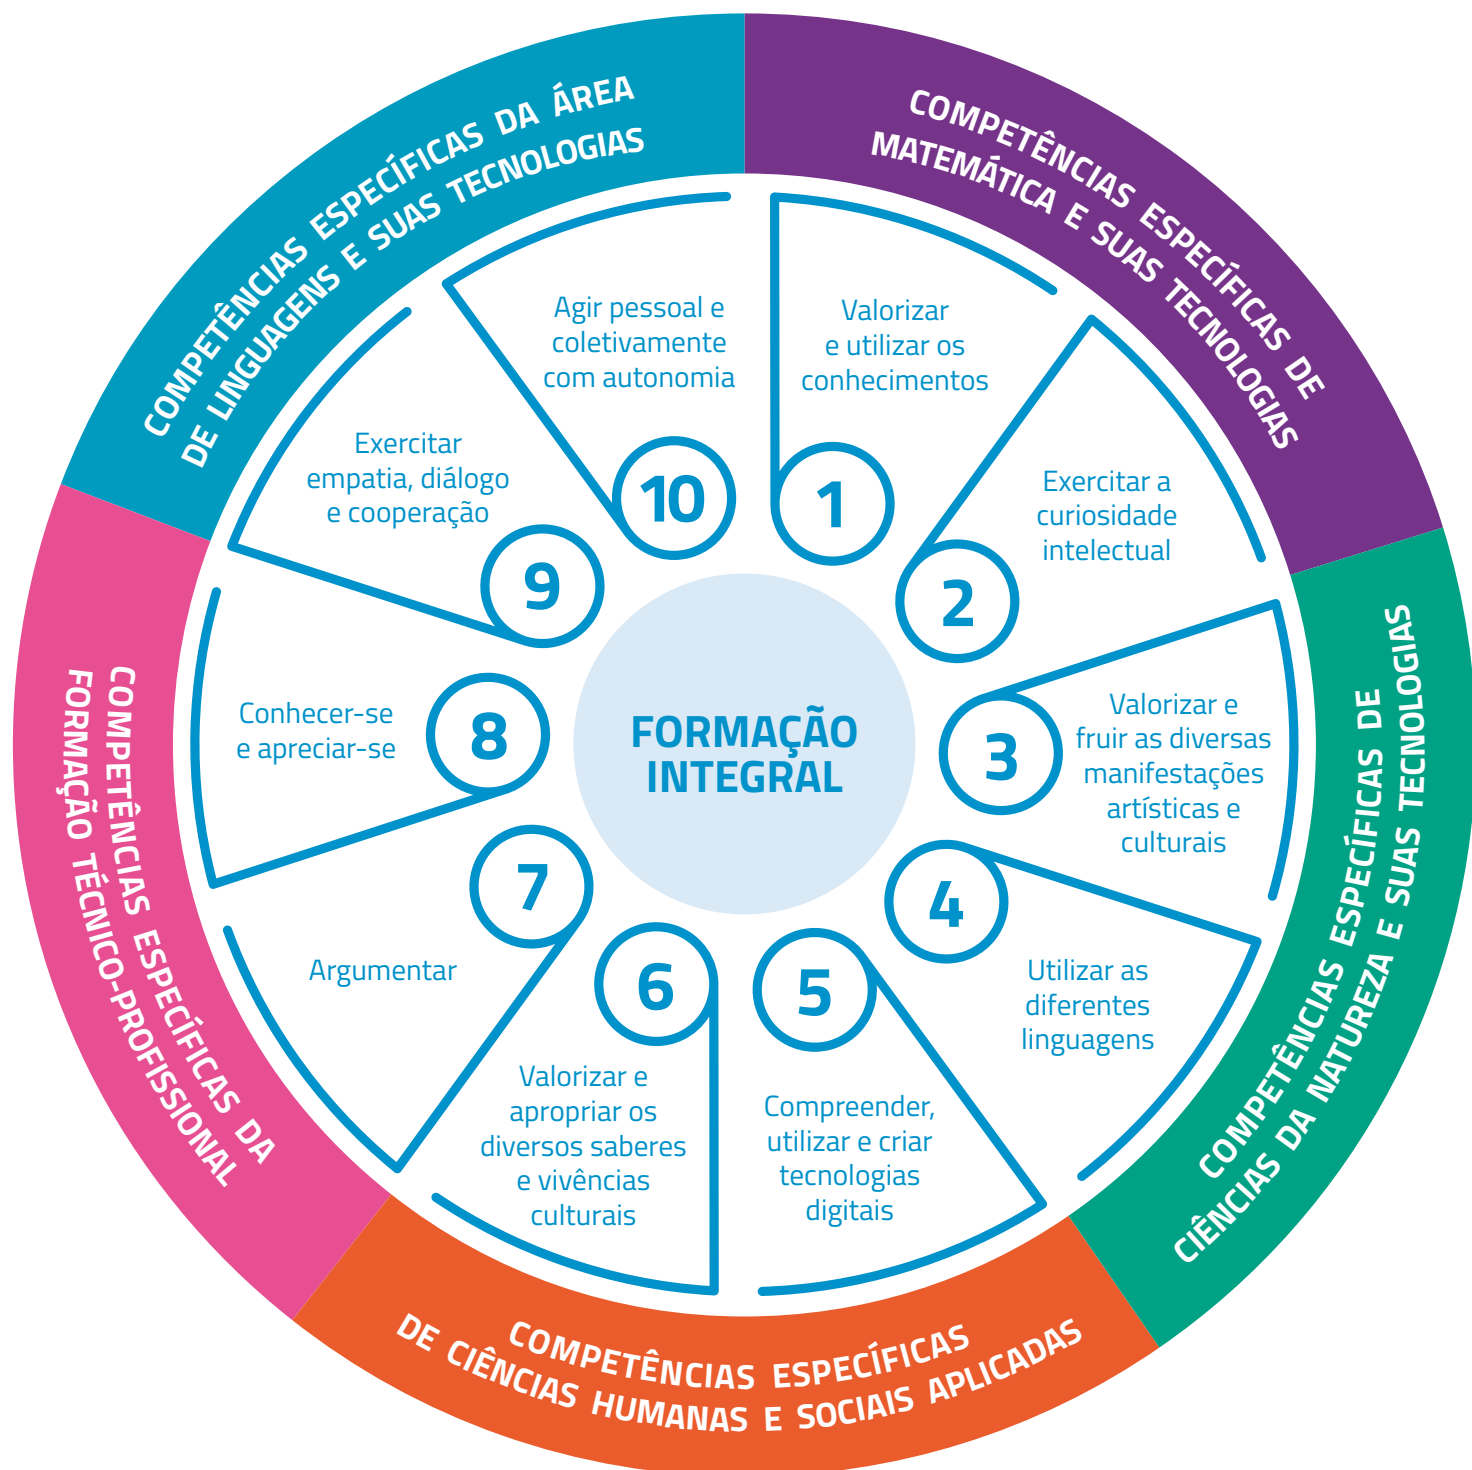 COMPETÊNCIAS ESPECÍFICAS DA ÁREA
DE LINGUAGENS E SUAS TECNOLOGIAS
COMPETÊNCIAS ESPECÍFICAS DE
MATEMÁTICA E SUAS TECNOLOGIAS
COMPETÊNCIAS ESPECÍFICAS DE
CIÊNCIAS DA NATUREZA E SUAS TECNOLOGIAS
COMPETÊNCIAS ESPECÍFICAS
DE CIÊNCIAS HUMANAS E SOCIAIS APLICADAS
COMPETÊNCIAS ESPECÍFICAS DA
FORMAÇÃO TÉCNICO-PROFISSIONAL
Valorizar
e utilizar os
conhecimentos
1
Exercitar a
curiosidade
intelectual
2
Valorizar e
fruir as diversas
manifestações
artísticas e
culturais
3
Utilizar as
diferentes
linguagens
4
Compreender,
utilizar e criar
tecnologias
digitais
5
Valorizar e
apropriar os
diversos saberes
e vivências
culturais
6
Argumentar
7
Conhecer-se
e apreciar-se
8
Exercitar
empatia, diálogo
e cooperação
9
Agir pessoal e
coletivamente
com autonomia
10
FORMAÇÃO
INTEGRAL